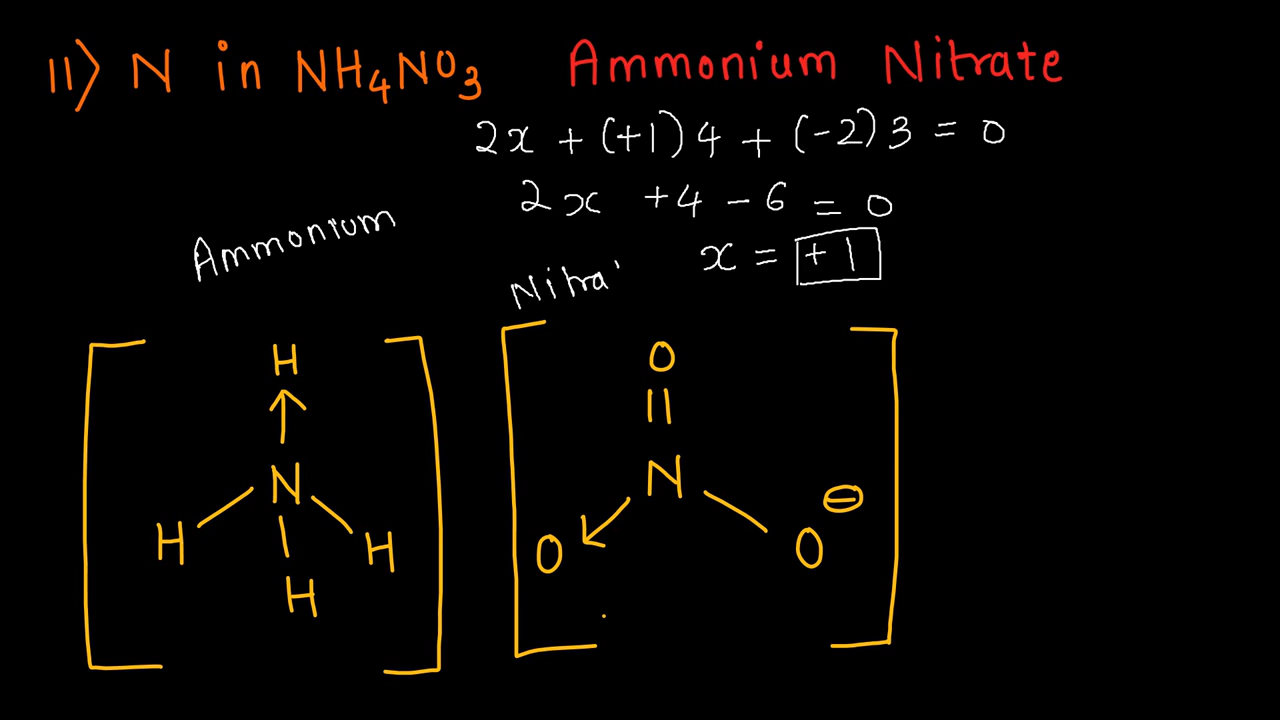 11) N in NH4NO3 Ammonium Nitrate
2x + (+1)4 + (-2)3 = 0
2x +4 - 6 = 0
x = +1
Ammonium
Nitra'
H
N
H H
H
O
N
O O ⊖